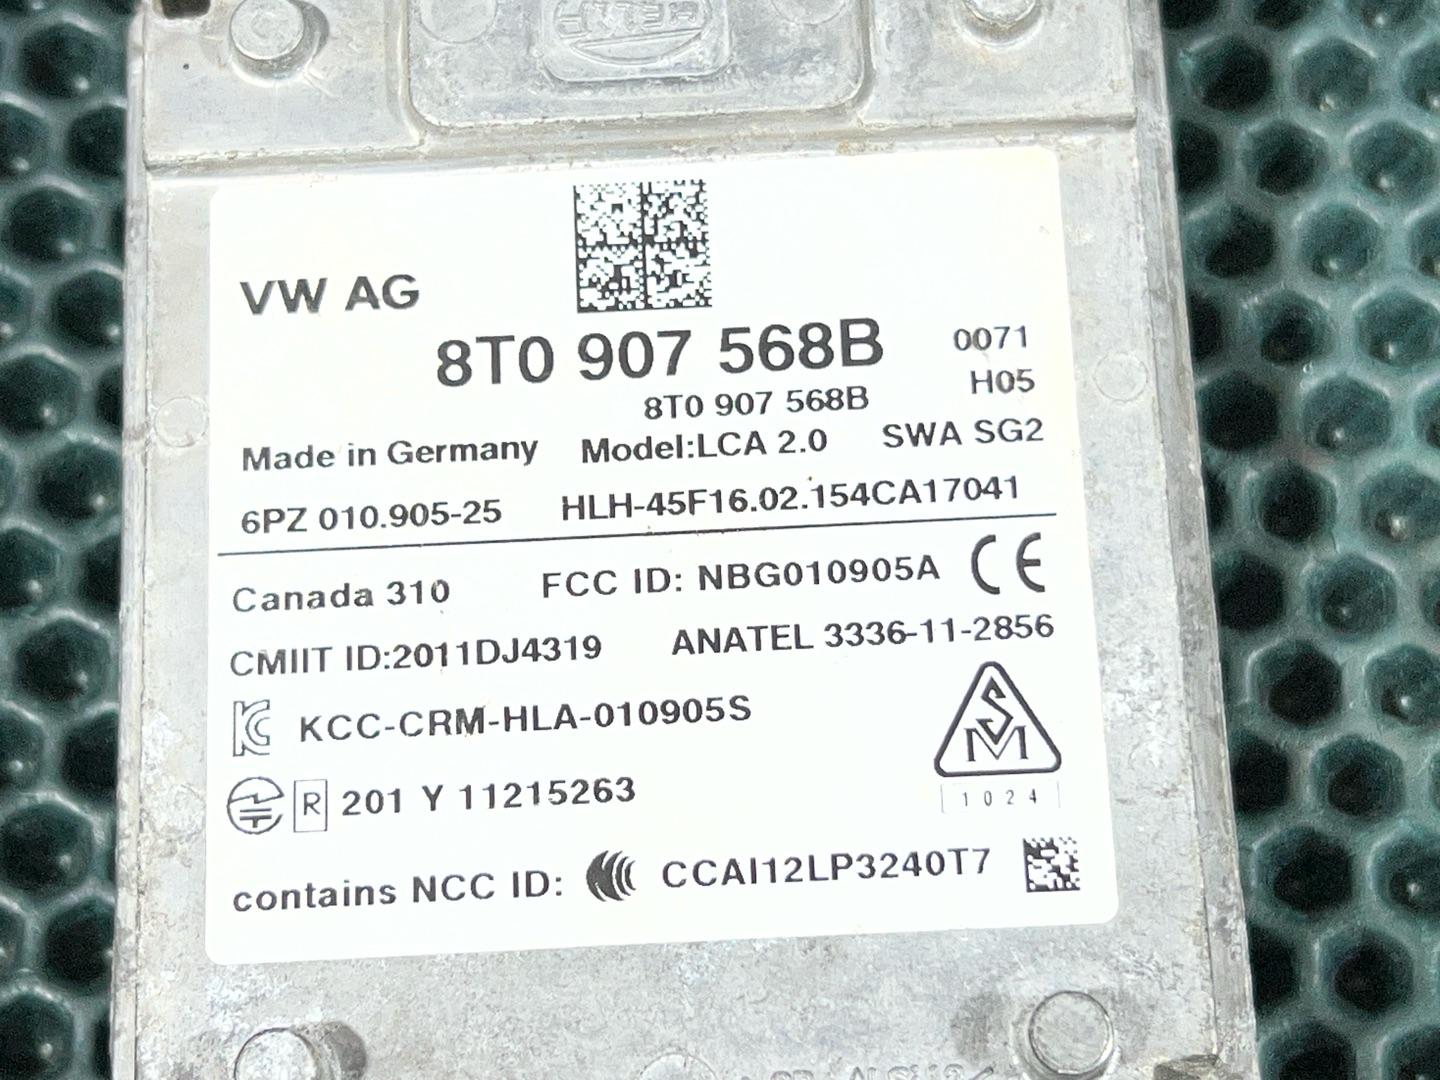 HELLA
VW AG
8T0 907 568B 0071
8T0 907 568B H05
Made in Germany Model:LCA 2.0 SWA SG2
6PZ 010.905-25 HLH-45F16.02.154CA17041
Canada 310 FCC ID: NBG010905A CE
CMIIT ID:2011DJ4319 ANATEL 3336-11-2856
KCC-CRM-HLA-010905S
SM
R 201 Y 11215263
1024
contains NCC ID: CCAI12LP3240T7